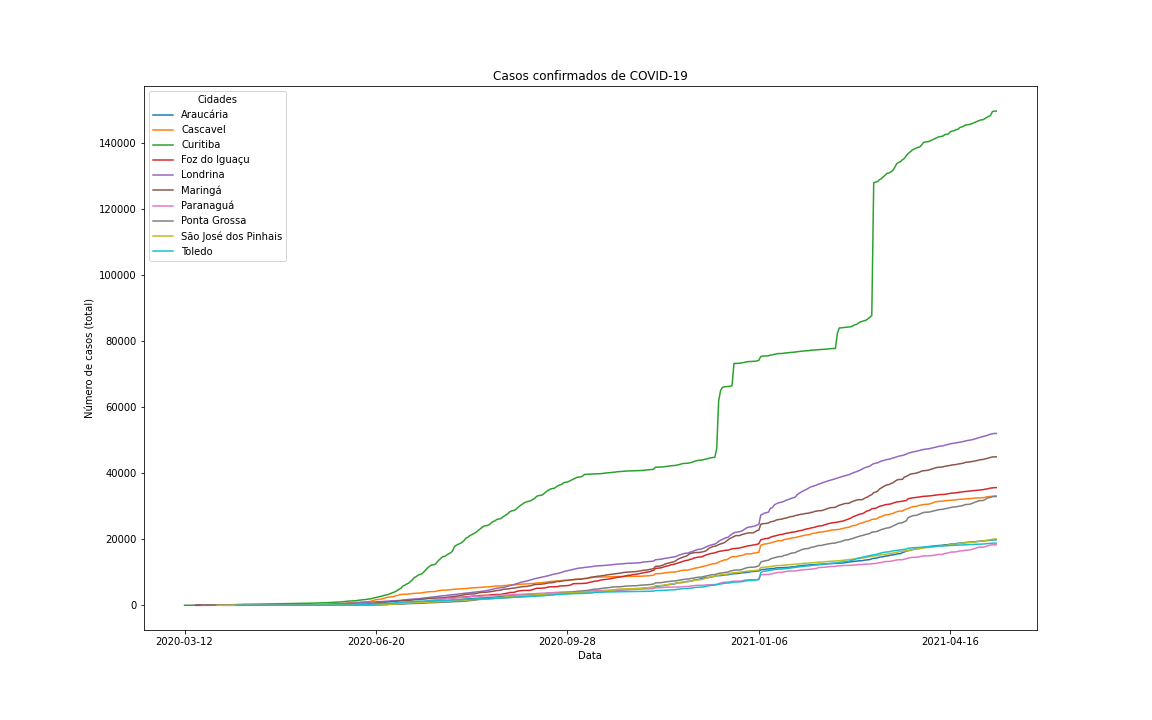 Casos confirmados de COVID-19
Cidades
Araucária
Cascavel
Curitiba
Foz do Iguaçu
Londrina
Maringá
Paranaguá
Ponta Grossa
São José dos Pinhais
Toledo
Número de casos (total)
140000
120000
100000
80000
60000
40000
20000
0
2020-03-12
2020-06-20
2020-09-28
2021-01-06
2021-04-16
Data